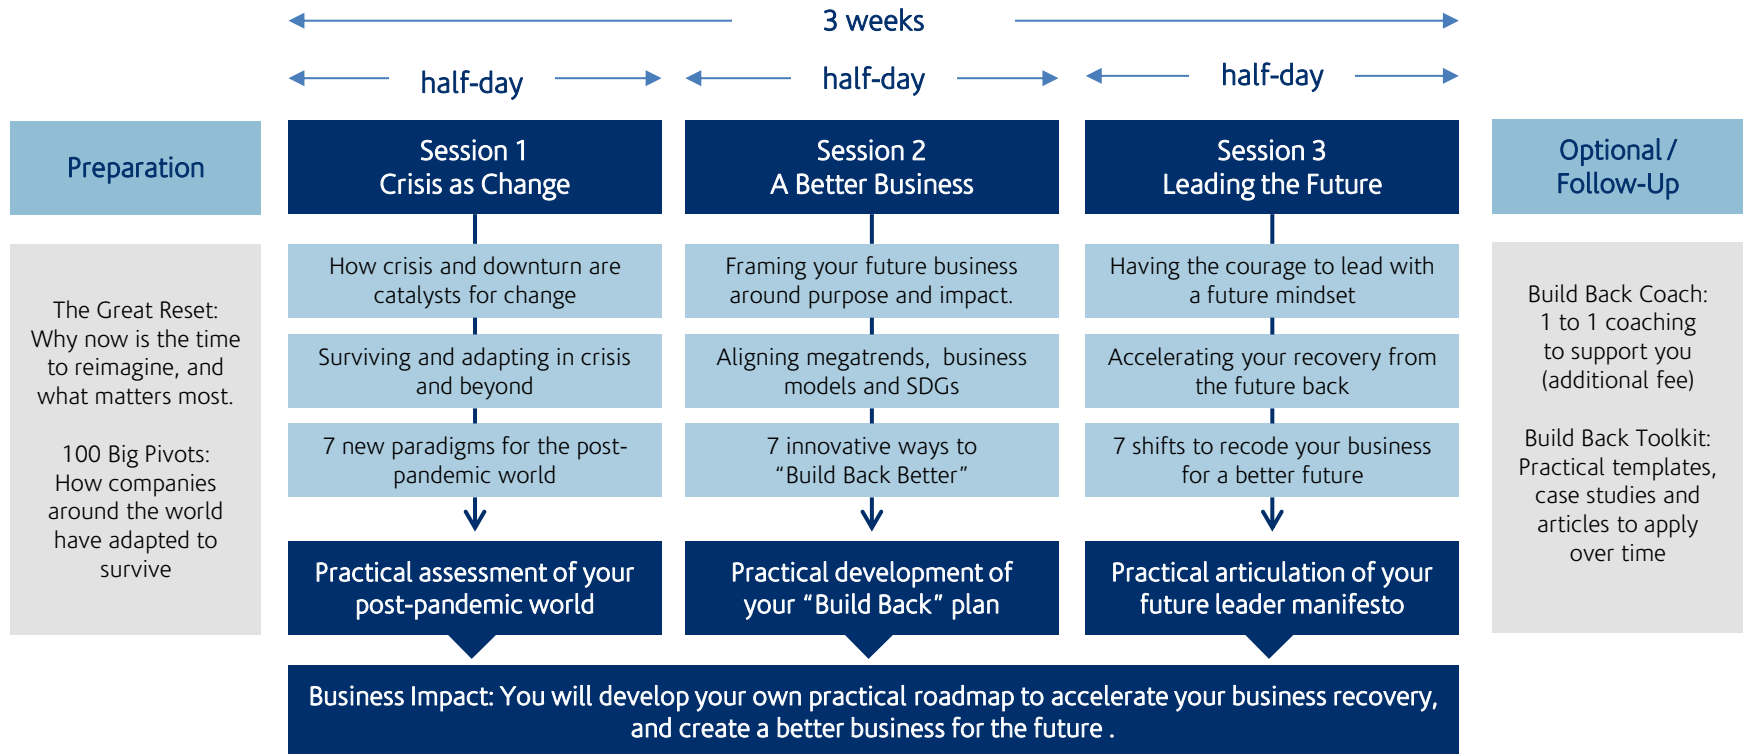 3 weeks
half-day
half-day
half-day
Preparation
The Great Reset:
Why now is the time
to reimagine, and
what matters most.
100 Big Pivots:
How companies
around the world
have adapted to
survive
Session 1
Crisis as Change
How crisis and downturn are
catalysts for change
Surviving and adapting in crisis
and beyond
7 new paradigms for the post-
pandemic world
Practical assessment of your
post-pandemic world
Session 2
A Better Business
Framing your future business
around purpose and impact.
Aligning megatrends,  business
models and SDGs
7 innovative ways to
“Build Back Better”
Practical development of
your “Build Back” plan
Session 3
Leading the Future
Having the courage to lead with
a future mindset
Accelerating your recovery from
the future back
7 shifts to recode your business
for a better future
Practical articulation of your
future leader manifesto
Optional /
Follow-Up
Build Back Coach:
1 to 1 coaching
to support you
(additional fee)
Build Back Toolkit:
Practical templates,
case studies and
articles to apply
over time
Business Impact: You will develop your own practical roadmap to accelerate your business recovery,
and create a better business for the future .